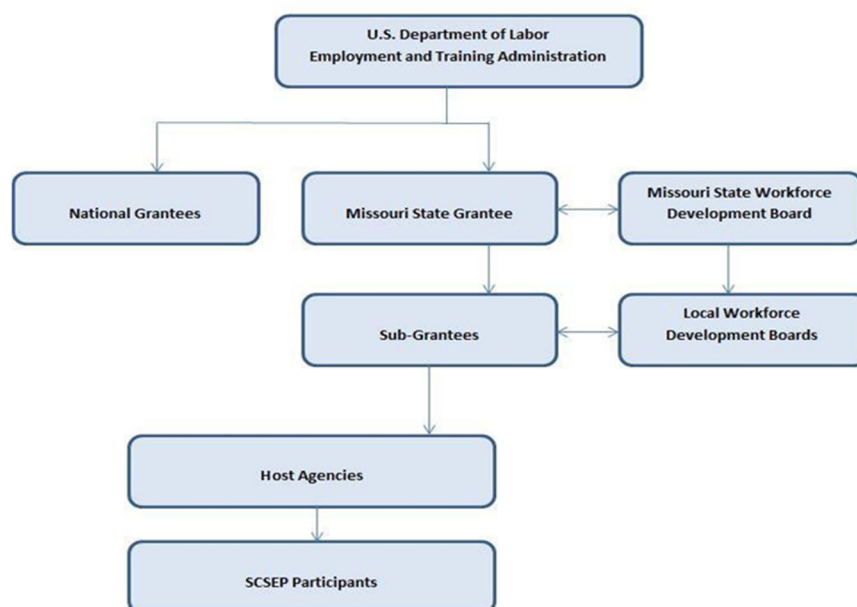 U.S. Department of Labor
Employment and Training Administration
National Grantees
Missouri State Grantee
Missouri State Workforce
Development Board
Sub-Grantees
Local Workforce
Development Boards
Host Agencies
SCSEP Participants